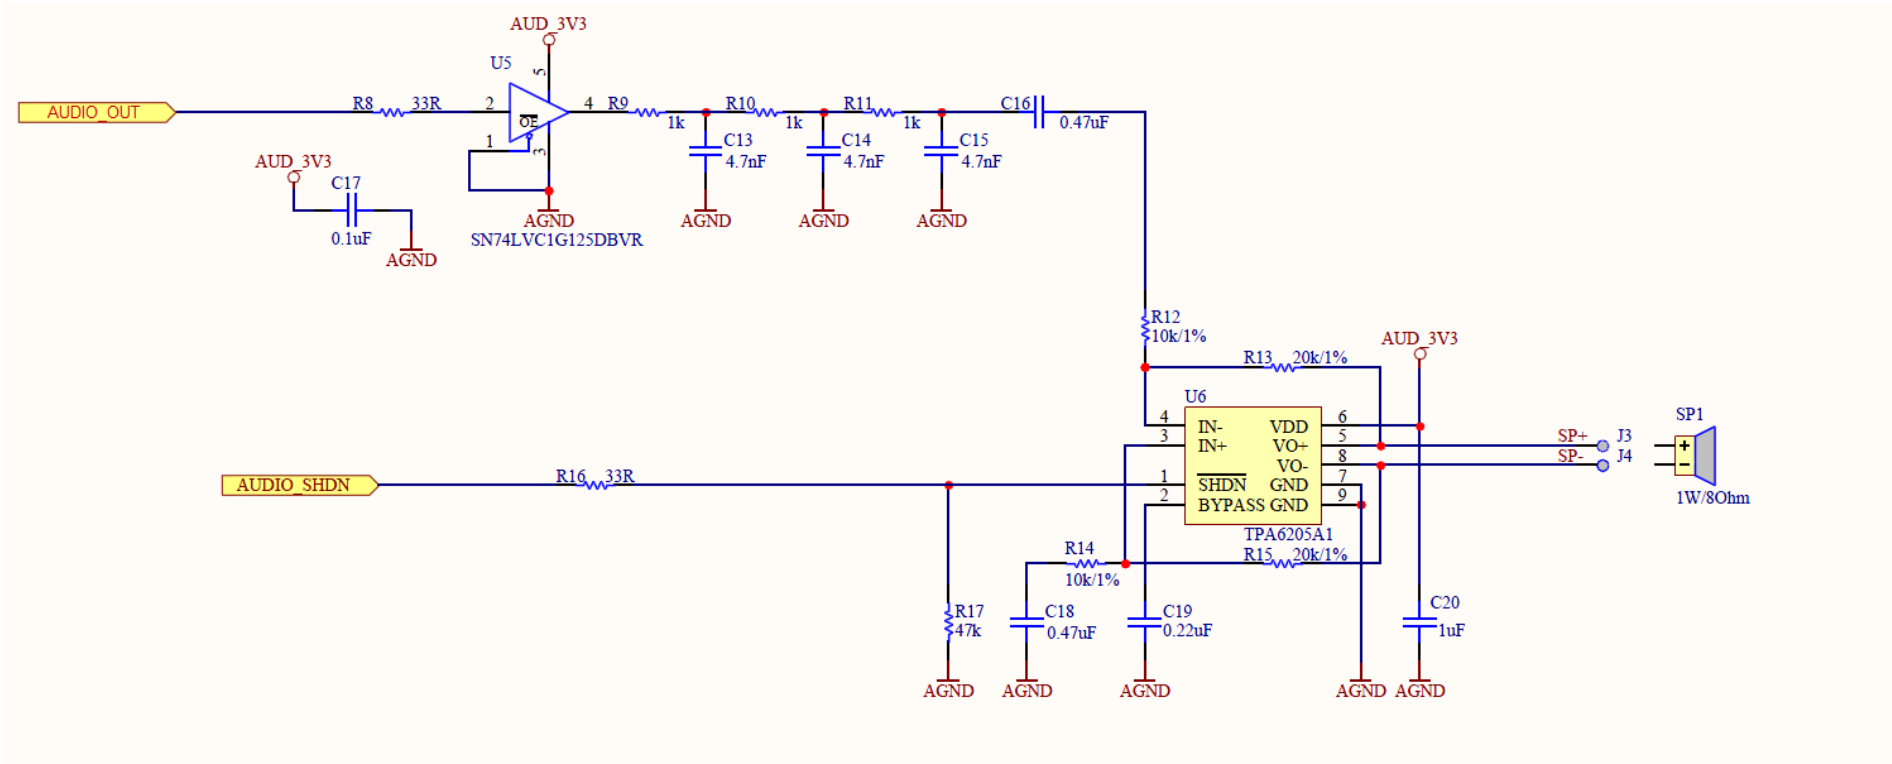 AUD_3V3
U5
5
AUDIO_OUT
R8 33R
2
OE
1
3
4
R9
1k
R10
1k
R11
1k
C16
0.47uF
C13
4.7nF
C14
4.7nF
C15
4.7nF
AUD_3V3
C17
0.1uF
AGND
AGND
SN74LVC1G125DBVR
AGND
AGND
AGND
R12
10k/1%
R13 20k/1%
AUD_3V3
U6
4 IN- VDD 6
3 IN+ VO+ 5
VO- 8
1 SHDN GND 7
2 BYPASS GND 9
TPA6205A1
SP+ J3
SP- J4
SP1
+
-
1W/8Ohm
AUDIO_SHDN
R16 33R
R14
10k/1%
R15 20k/1%
R17
47k
C18
0.47uF
C19
0.22uF
C20
1uF
AGND
AGND
AGND
AGND
AGND